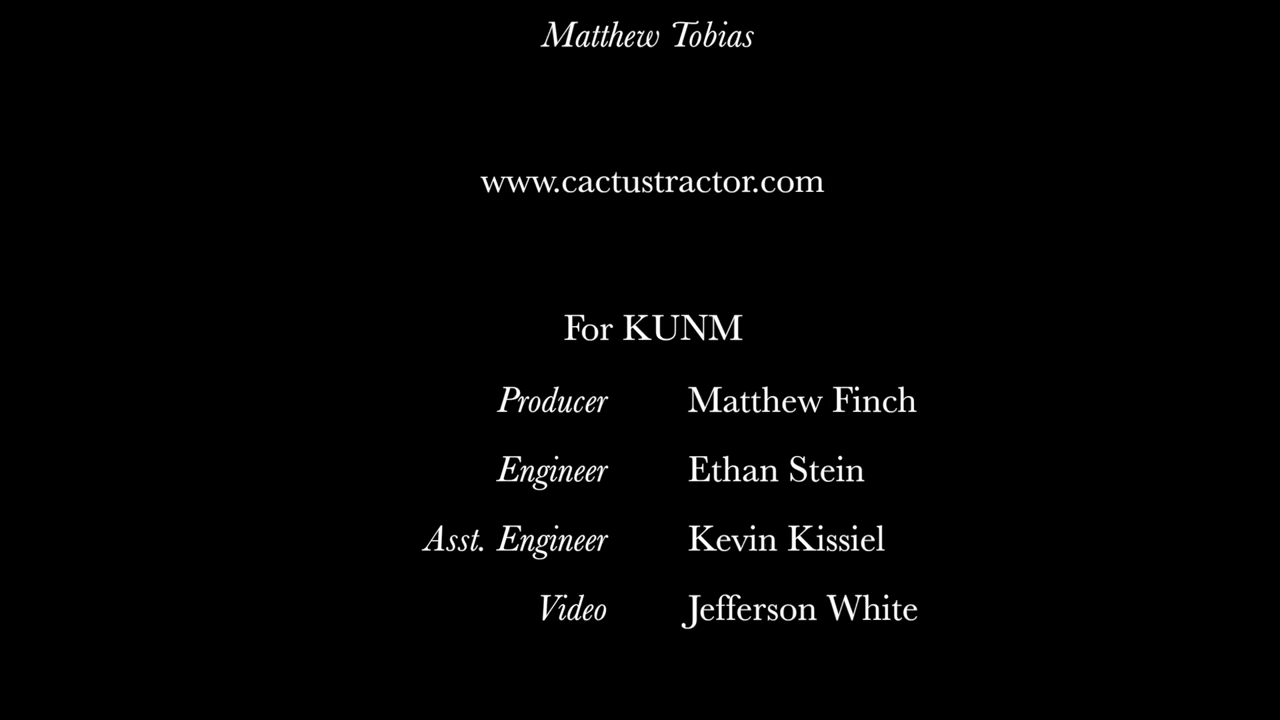 Matthew Tobias
www.cactustractor.com
For KUNM
Producer Matthew Finch
Engineer Ethan Stein
Asst. Engineer Kevin Kissiel
Video Jefferson White